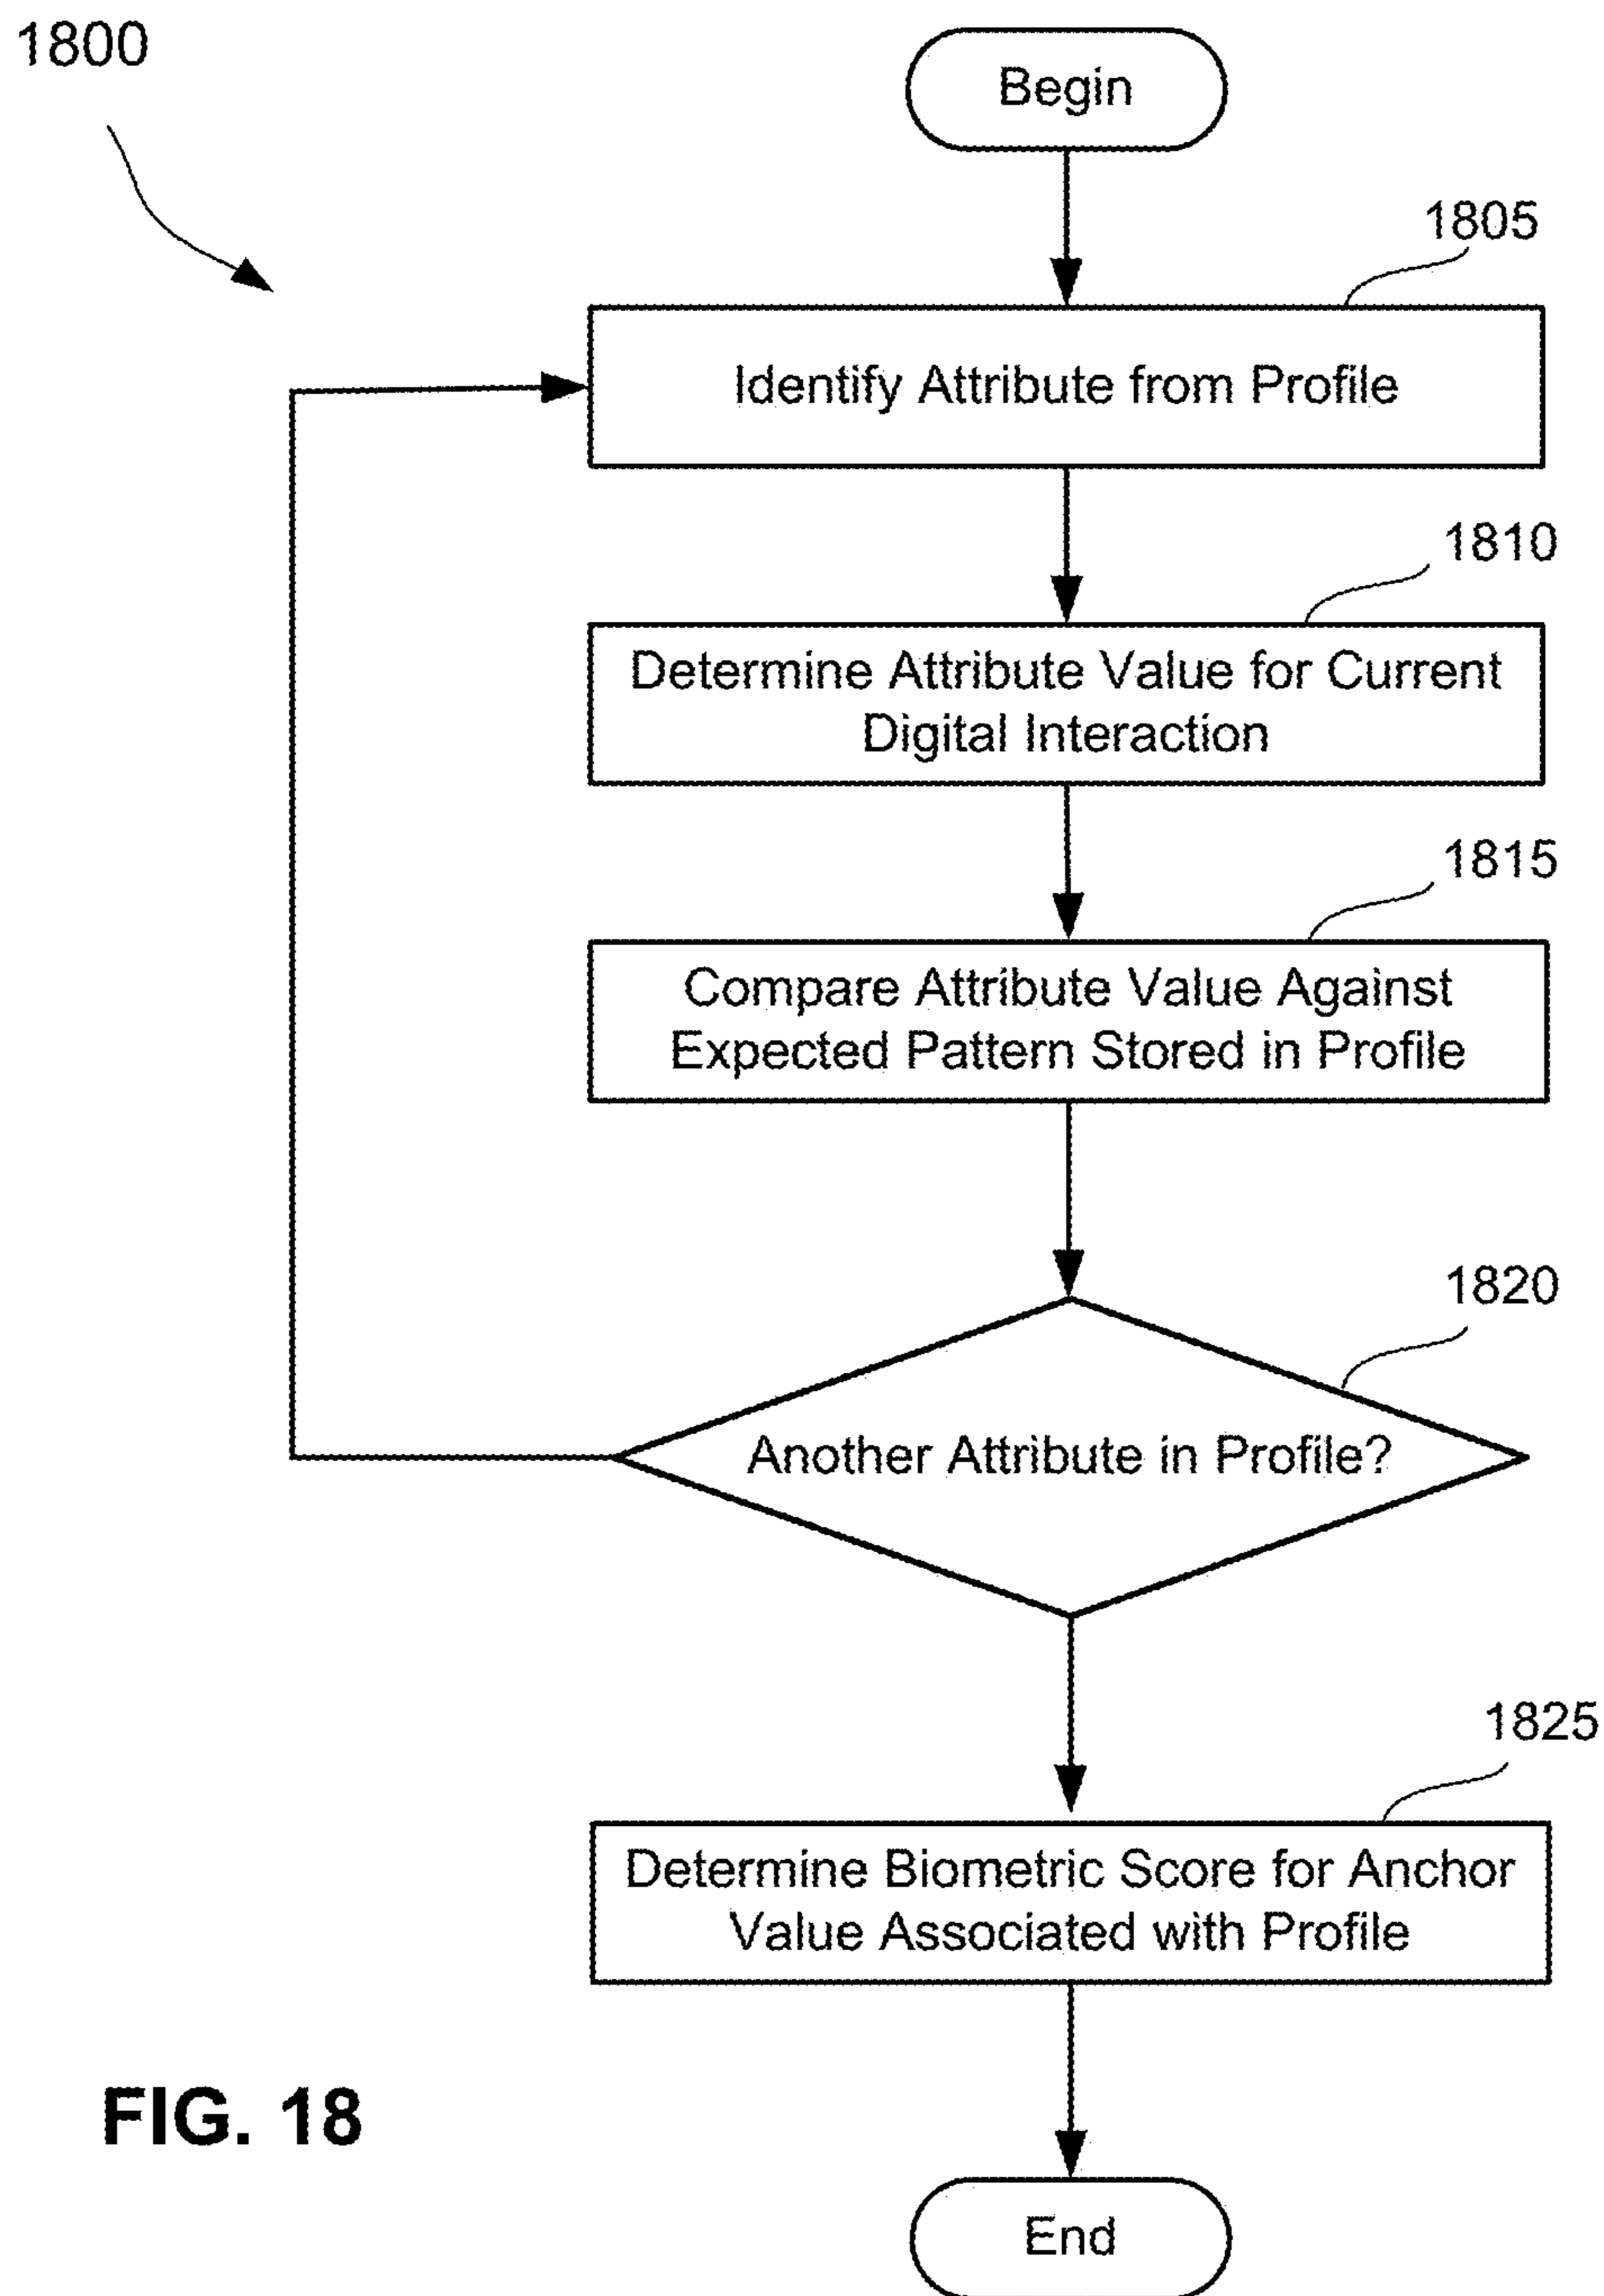 1800
Begin
1805
Identify Attribute from Profile
1810
Determine Attribute Value for Current
Digital Interaction
1815
Compare Attribute Value Against
Expected Pattern Stored in Profile
1820
Another Attribute in Profile?
1825
Determine Biometric Score for Anchor
Value Associated with Profile
FIG. 18
End